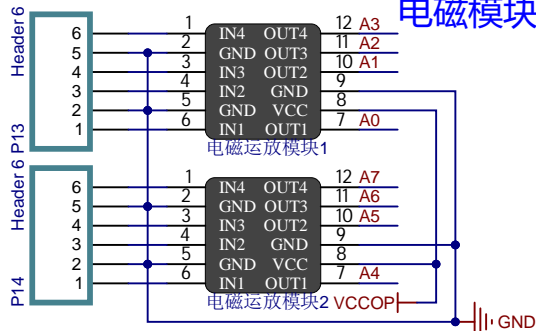 电磁模块
Header 6
P13
6 1 IN4 OUT4 12 A3
5 2 GND OUT3 11 A2
4 3 IN3 OUT2 10 A1
3 4 IN2 GND 9
2 5 GND VCC 8
1 6 IN1 OUT1 7 A0
电磁运放模块1
Header 6
P14
6 1 IN4 OUT4 12 A7
5 2 GND OUT3 11 A6
4 3 IN3 OUT2 10 A5
3 4 IN2 GND 9
2 5 GND VCC 8
1 6 IN1 OUT1 7 A4
电磁运放模块2 VCCOP
GND